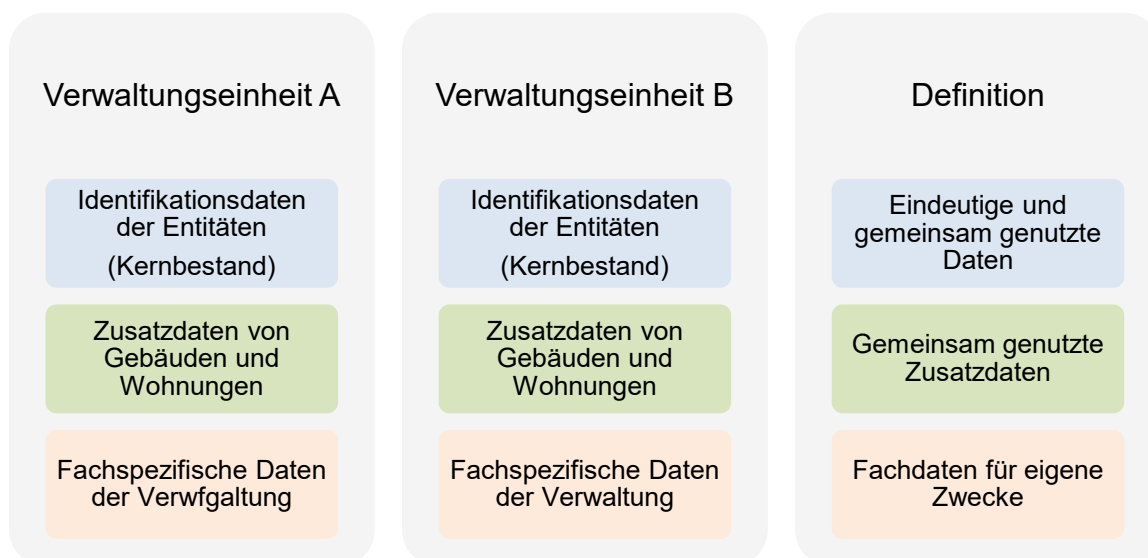 Verwaltungseinheit A
Identifikationsdaten
der Entitäten
(Kernbestand)
Zusatzdaten von
Gebäuden und
Wohnungen
Fachspezifische Daten
der Verwfgaltung
Verwaltungseinheit B
Identifikationsdaten
der Entitäten
(Kernbestand)
Zusatzdaten von
Gebäuden und
Wohnungen
Fachspezifische Daten
der Verwaltung
Definition
Eindeutige und
gemeinsam genutzte
Daten
Gemeinsam genutzte
Zusatzdaten
Fachdaten für eigene
Zwecke